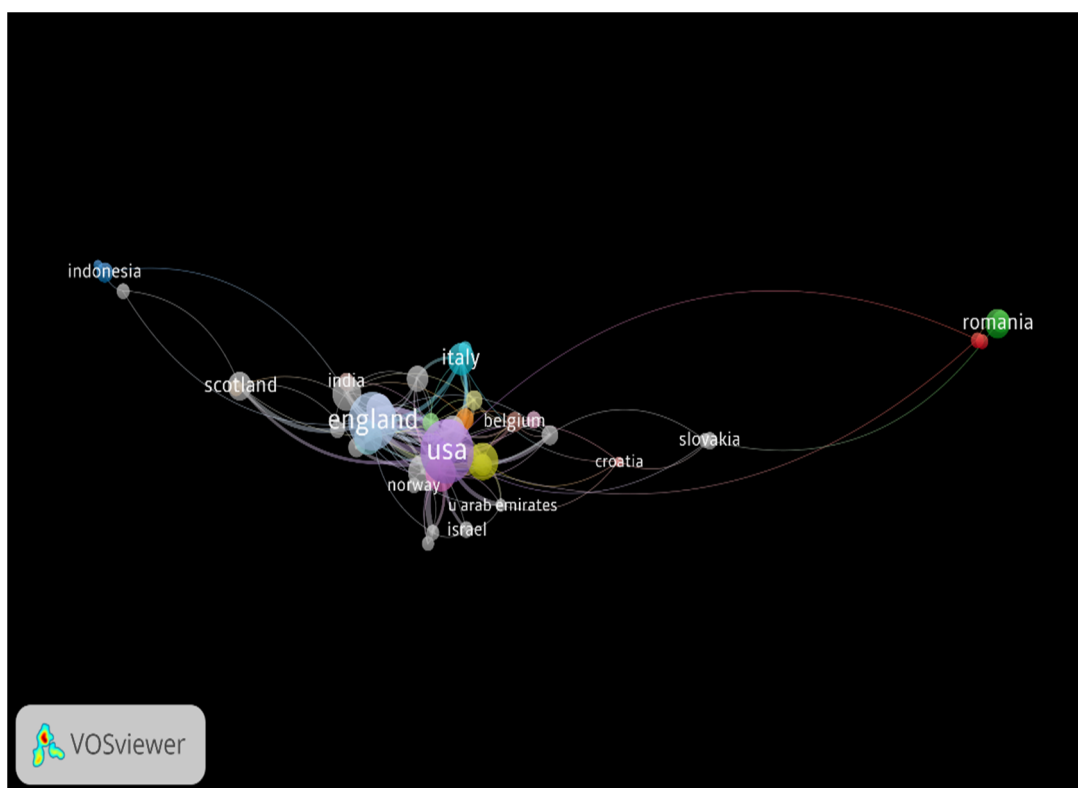 indonesia
romania
italy
scotland
india
england
belgium
usa
slovakia
croatia
norway
u arab emirates
israel
VOSviewer